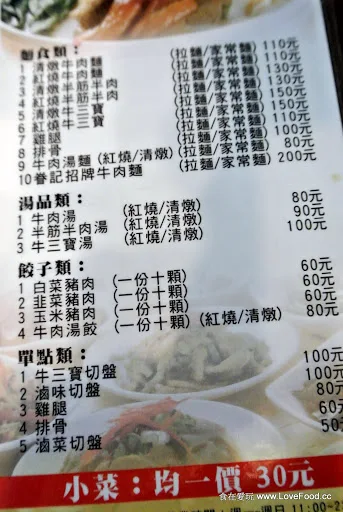 麵食類：
1 清燉牛肉麵 (拉麵/家常麵) 110元
2 紅燒牛肉麵 (拉麵/家常麵) 110元
3 清燉半筋半肉 (拉麵/家常麵) 130元
4 紅燒半筋半肉 (拉麵/家常麵) 130元
5 清燉牛三寶 (拉麵/家常麵) 150元
6 紅燒牛三寶 (拉麵/家常麵) 150元
7 雞腿 (拉麵/家常麵) 110元
8 排骨 (拉麵/家常麵) 100元
9 牛肉湯麵 (紅燒/清燉) (拉麵/家常麵) 80元
10 眷記招牌牛肉麵 200元
湯品類：
1 牛肉湯 (紅燒/清燉) 80元
2 半筋半肉湯 (紅燒/清燉) 90元
3 牛三寶湯 (紅燒/清燉) 100元
餃子類：
1 白菜豬肉 (一份十顆) 60元
2 韭菜豬肉 (一份十顆) 60元
3 玉米豬肉 (一份十顆) 60元
4 牛肉湯餃 (一份十顆) (紅燒/清燉) 80元
單點類：
1 牛三寶切盤 100元
2 滷味切盤 100元
3 雞腿 80元
4 排骨 60元
5 滷菜切盤 50元
小菜：均一價 30元
食在愛玩 www.LoveFood.cc